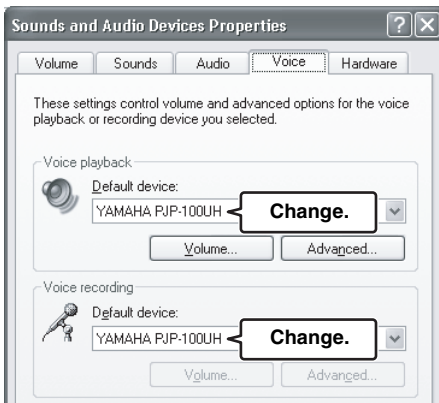 Sounds and Audio Devices Properties
Volume Sounds Audio Voice Hardware
These settings control volume and advanced options for the voice
playback or recording device you selected.
Voice playback
Default device:
YAMAHA PJP-100UH Change.
Volume... Advanced...
Voice recording
Default device:
YAMAHA PJP-100UH Change.
Volume... Advanced...